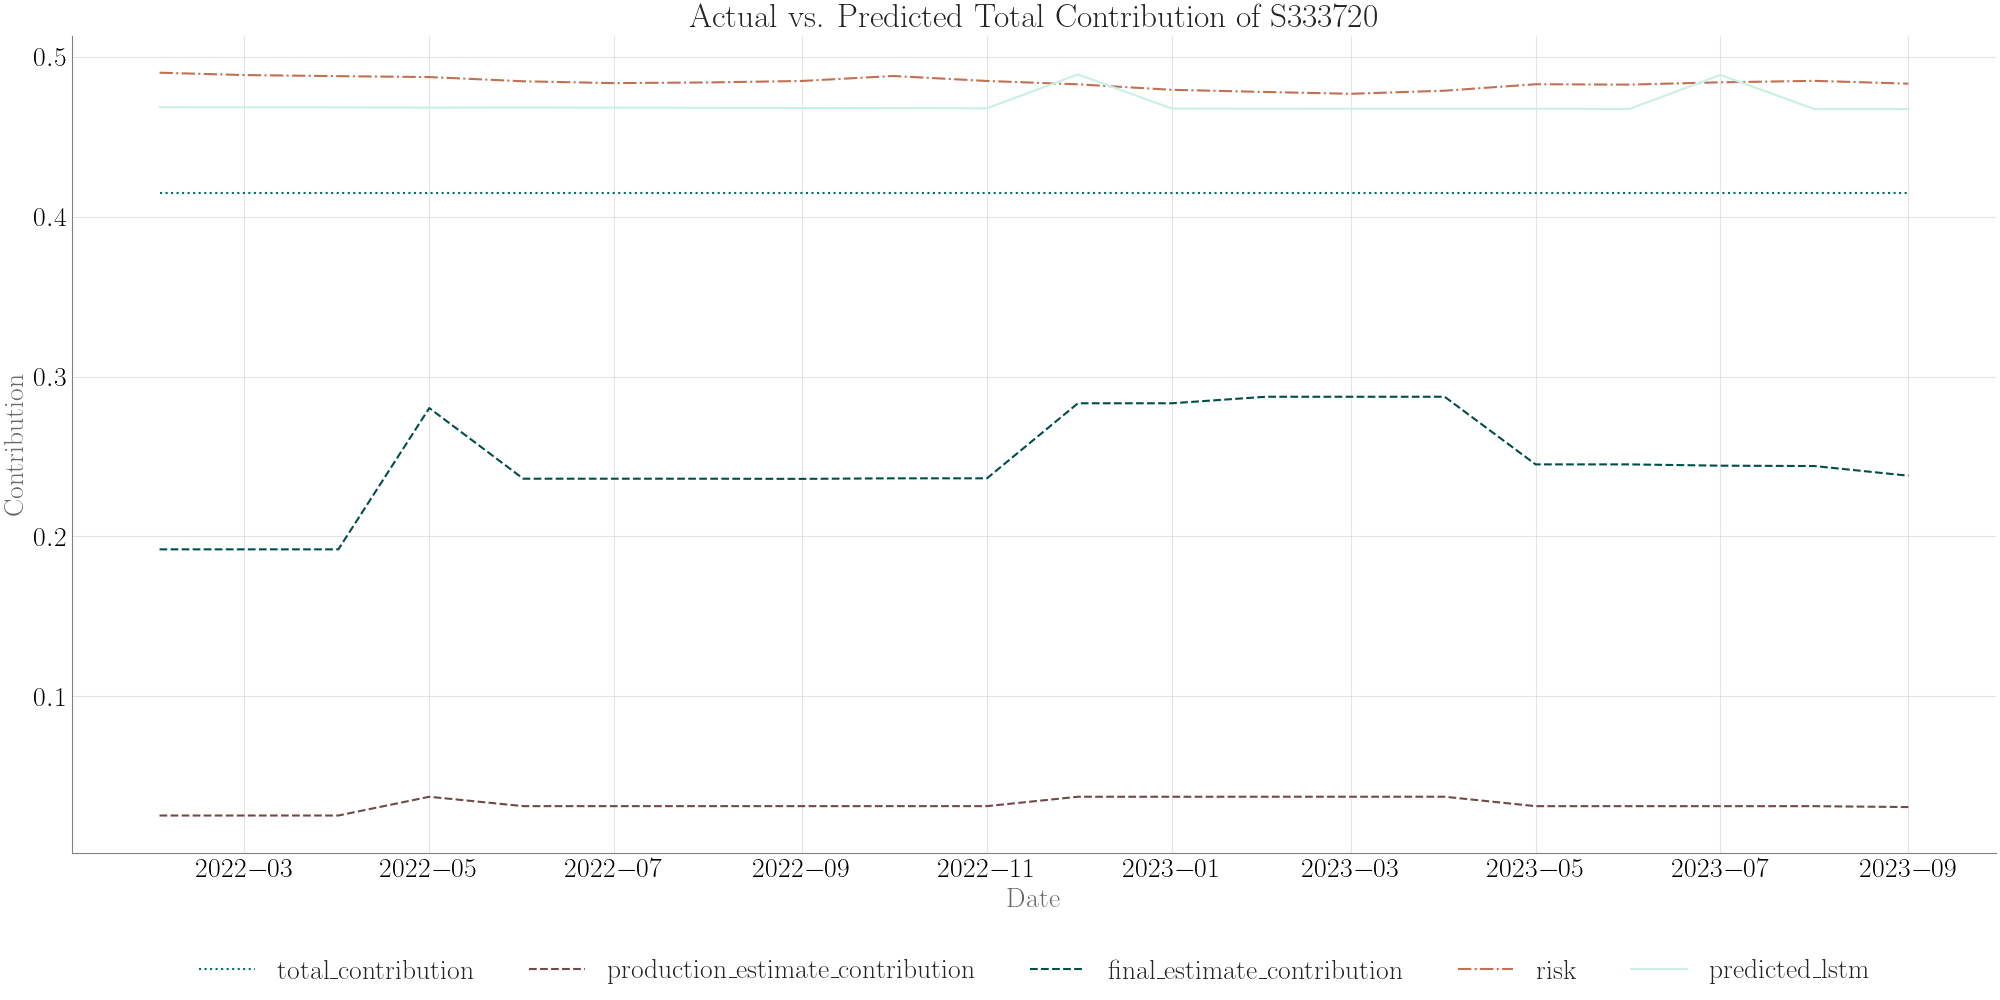 Actual vs. Predicted Total Contribution of S333720
0.5
0.4
0.3
0.2
0.1
Contribution
2022−03 2022−05 2022−07 2022−09 2022−11 2023−01 2023−03 2023−05 2023−07 2023−09
Date
total_contribution production_estimate_contribution final_estimate_contribution risk predicted_lstm